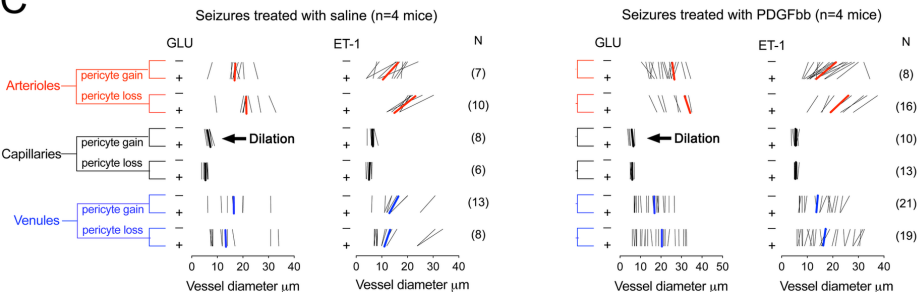 C
Seizures treated with saline (n=4 mice)
Seizures treated with PDGFbb (n=4 mice)
GLU
ET-1
N
GLU
ET-1
N
Arterioles
pericyte gain
−
+
−
+
(7)
−
+
−
+
(8)
pericyte loss
−
+
−
+
(10)
−
+
−
+
(16)
Capillaries
pericyte gain
−
+
Dilation
−
+
(8)
−
+
Dilation
−
+
(10)
pericyte loss
−
+
−
+
(6)
−
+
−
+
(13)
Venules
pericyte gain
−
+
−
+
(13)
−
+
−
+
(21)
pericyte loss
−
+
−
+
(8)
−
+
−
+
(19)
0 10 20 30 40
0 10 20 30 40
0 10 20 30 40 50
0 10 20 30 40
Vessel diameter μm
Vessel diameter μm
Vessel diameter μm
Vessel diameter μm